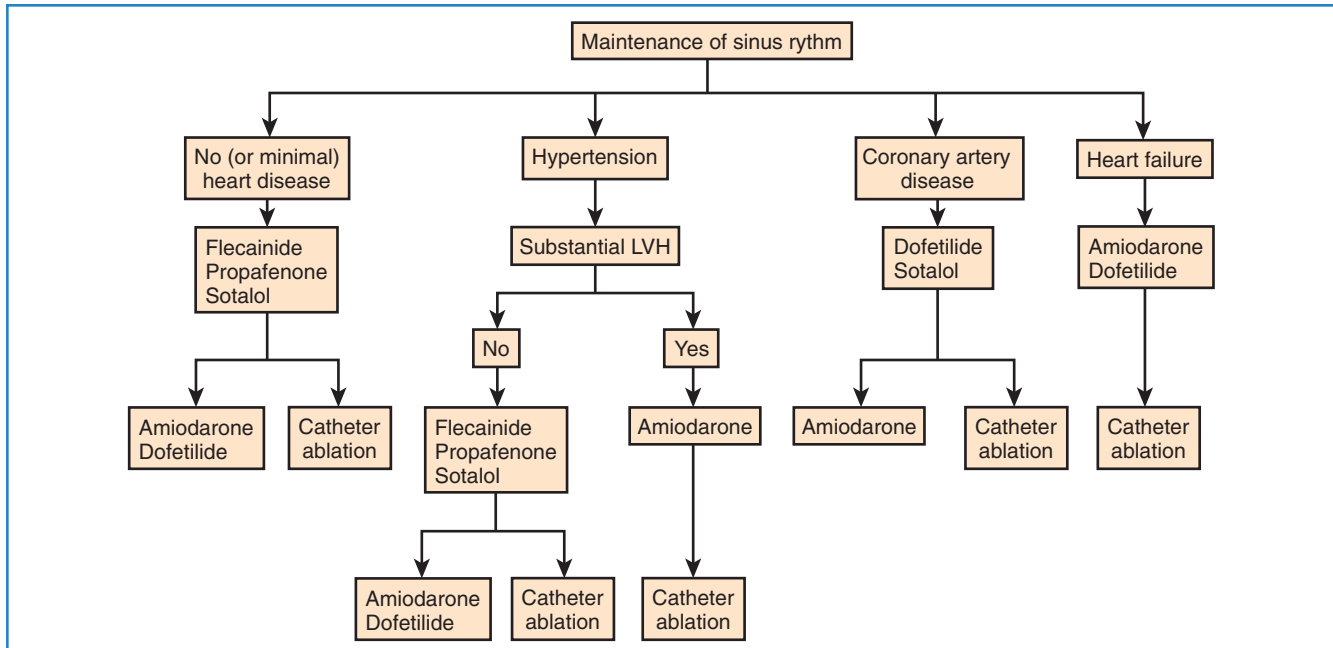 Maintenance of sinus rythm
No (or minimal)
heart disease
Hypertension
Coronary artery
disease
Heart failure
Flecainide
Propafenone
Sotalol
Substantial LVH
Dofetilide
Sotalol
Amiodarone
Dofetilide
No
Yes
Amiodarone
Dofetilide
Catheter
ablation
Flecainide
Propafenone
Sotalol
Amiodarone
Amiodarone
Catheter
ablation
Catheter
ablation
Amiodarone
Dofetilide
Catheter
ablation
Catheter
ablation